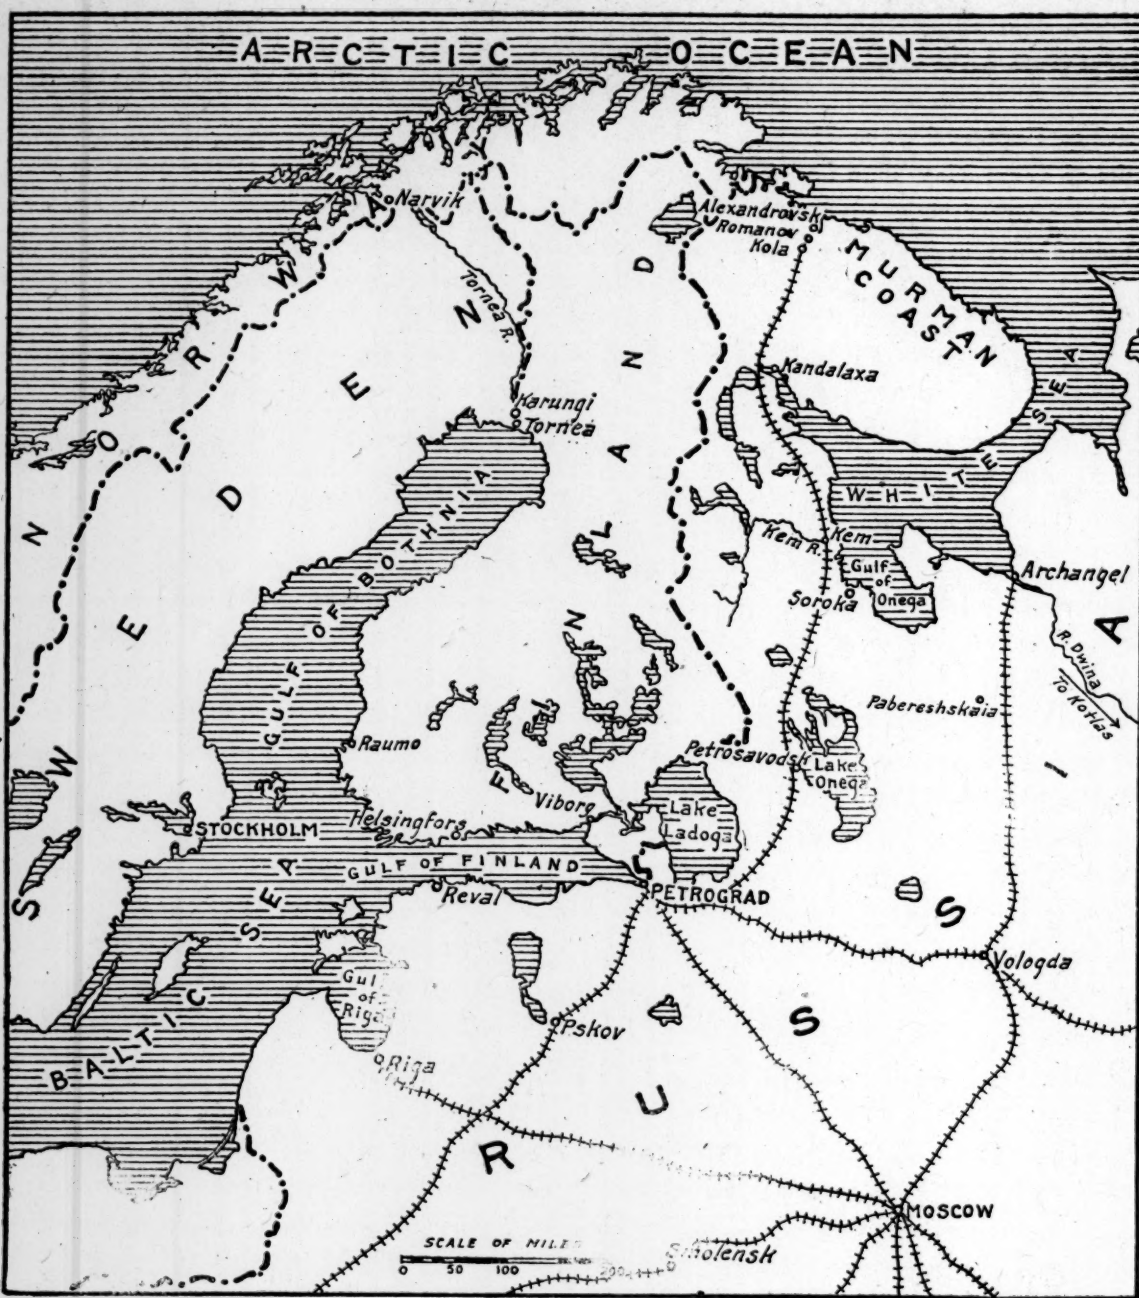 ARCTIC OCEAN
NORWAY
SWEDEN
FINLAND
RUSSIA
Narvik
Tornea R.
Karungi
Tornea
Alexandrovsk
Romanov
Kola
MURMAN
COAST
Kandalaxa
WHITE SEA
Kem R.
Kem
Gulf
of
Onega
Soroka
Archangel
R. Dwina
To Kotlas
Pabereshskaia
GULF OF BOTHNIA
Raumo
Petrosavodsk
Lake
Onega
Viborg
Lake
Ladoga
Helsingfors
STOCKHOLM
GULF OF FINLAND
Reval
PETROGRAD
Vologda
BALTIC SEA
Gulf
of
Riga
Pskov
Riga
MOSCOW
Smolensk
SCALE OF MILES
0 50 100 200